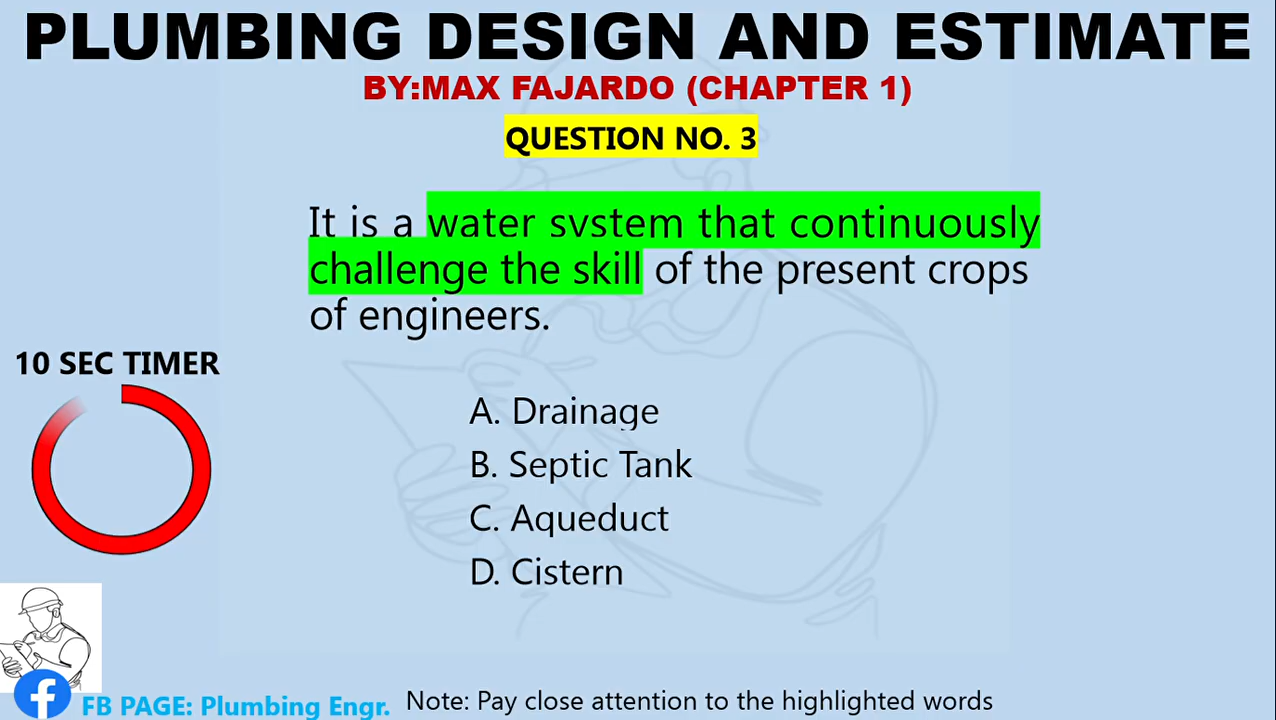 PLUMBING DESIGN AND ESTIMATE
BY:MAX FAJARDO (CHAPTER 1)
QUESTION NO. 3
It is a water system that continuously
challenge the skill of the present crops
of engineers.
10 SEC TIMER
A. Drainage
B. Septic Tank
C. Aqueduct
D. Cistern
FB PAGE: Plumbing Engr.
Note: Pay close attention to the highlighted words